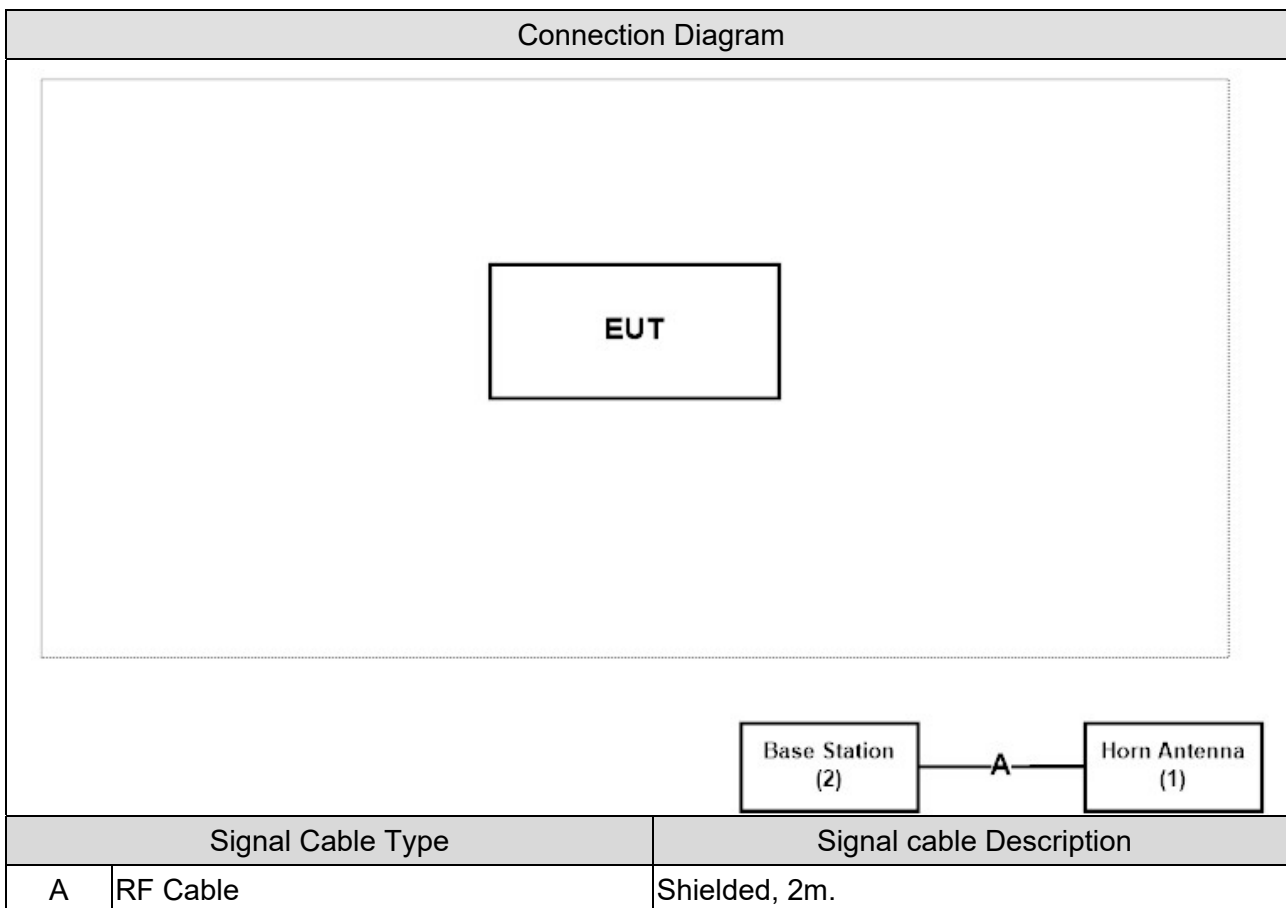 Connection Diagram
EUT
Base Station
(2)
A
Horn Antenna
(1)
Signal Cable Type
Signal cable Description
A
RF Cable
Shielded, 2m.